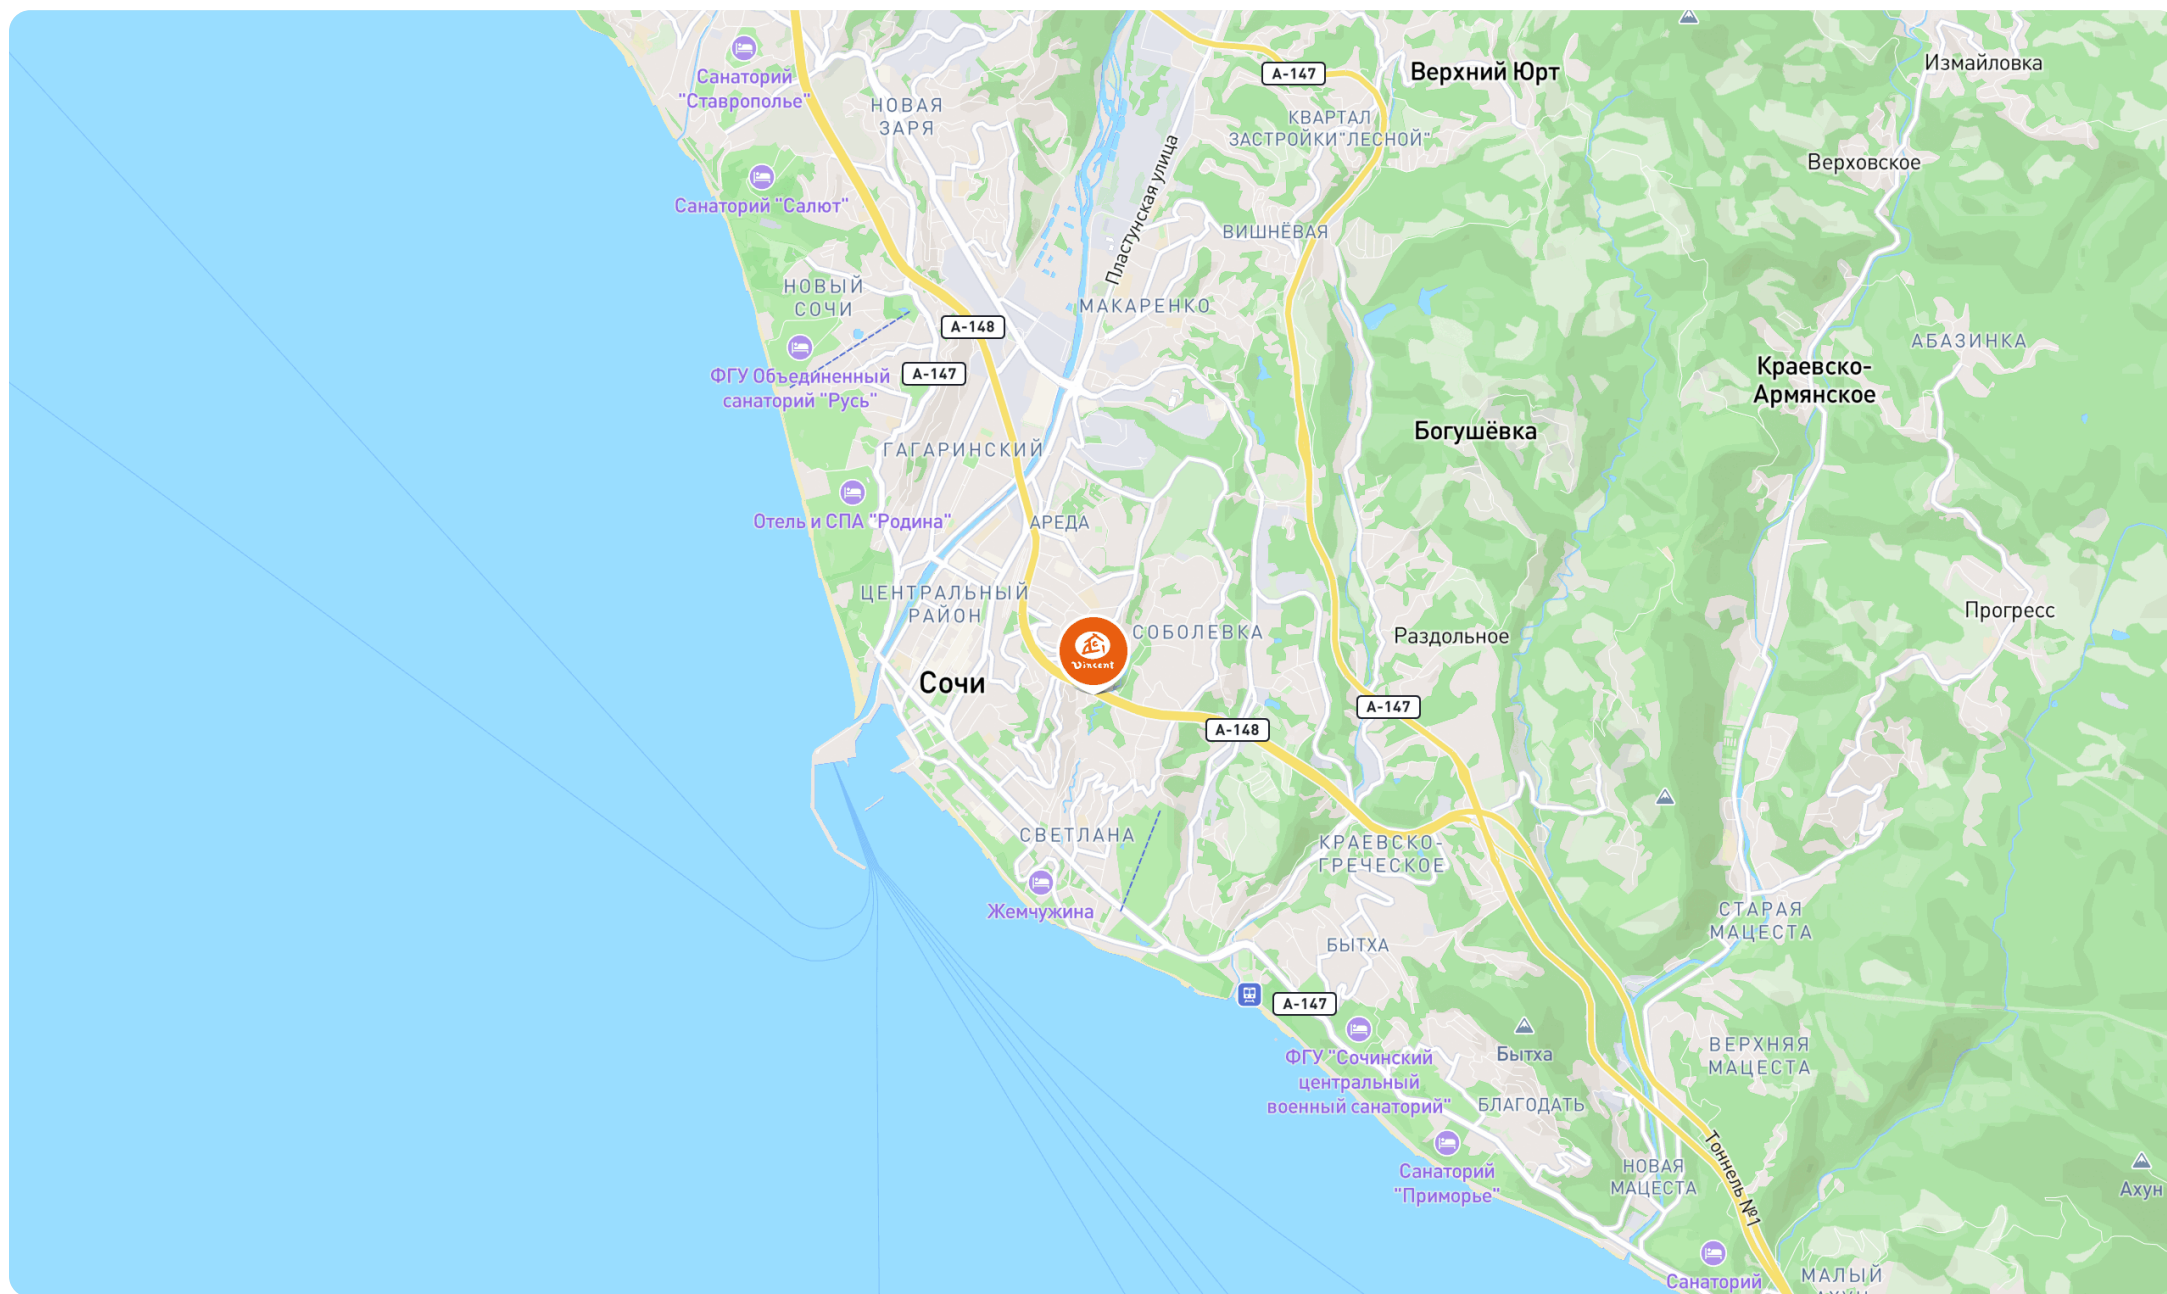 Санаторий
"Ставрополье"
НОВАЯ
ЗАРЯ
А-147
Верхний Юрт
Измайловка
КВАРТАЛ
ЗАСТРОЙКИ"ЛЕСНОЙ"
Верховское
Санаторий "Салют"
Пластунская улица
ВИШНЁВАЯ
НОВЫЙ
СОЧИ
МАКАРЕНКО
А-148
А-147
АБАЗИНКА
ФГУ Объединенный
санаторий "Русь"
Краевско-
Армянское
Богушёвка
ГАГАРИНСКИЙ
Отель и СПА "Родина"
АРЕДА
ЦЕНТРАЛЬНЫЙ
РАЙОН
Прогресс
СОБОЛЕВКА
Раздольное
Vincent
Сочи
А-147
А-148
СВЕТЛАНА
КРАЕВСКО-
ГРЕЧЕСКОЕ
Жемчужина
СТАРАЯ
МАЦЕСТА
БЫТХА
А-147
ФГУ "Сочинский
центральный
военный санаторий"
Бытха
ВЕРХНЯЯ
МАЦЕСТА
БЛАГОДАТЬ
Санаторий
"Приморье"
НОВАЯ
МАЦЕСТА
Тоннель №1
Ахун
Санаторий
МАЛЫЙ
АХУН